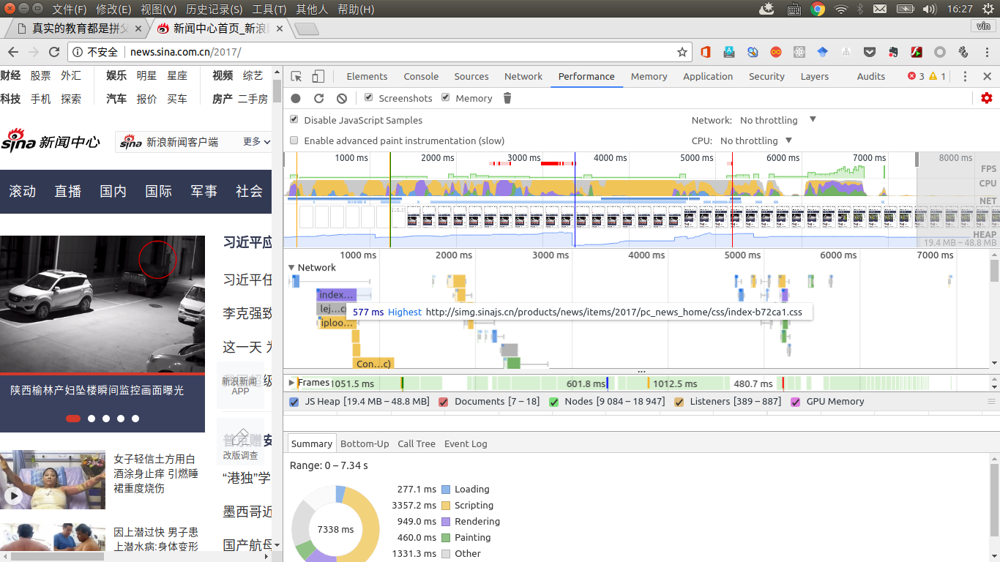 文件(F) 编辑(E) 视图(V) 历史记录(S) 工具(T) 其他人 帮助(H)
16:27
真实的教育都是拼父
新闻中心首页_新浪
vin
不安全 news.sina.com.cn/2017/
财经 股票 外汇 娱乐 明星 星座 视频 综艺
科技 手机 探索 汽车 报价 买车 房产 二手房
sina 新闻中心
sina 新浪新闻客户端 更多
滚动 直播 国内 国际 军事 社会
习近平应
习近平任
李克强致
这一天 为
新浪新闻
APP
级
陕西榆林产妇坠楼瞬间监控画面曝光
改版调查
女子轻信土方用白
酒涂身止痒 引燃睡
裙重度烧伤
“港独”学
墨西哥近
因上潜过快 男子患
上潜水病:身体变形
国产航母
Elements Console Sources Network Performance Memory Application Security Layers Audits 3 1
Screenshots Memory
Disable JavaScript Samples Network: No throttling
Enable advanced paint instrumentation (slow) CPU: No throttling
1000 ms 2000 ms 3000 ms 4000 ms 5000 ms 6000 ms 7000 ms 8000 ms
FPS
CPU
NET
HEAP
19.4 MB – 48.8 MB
1000 ms 2000 ms 3000 ms 4000 ms 5000 ms 6000 ms 7000 ms
Network
index…
lej…c
577 ms Highest http://simg.sinajs.cn/products/news/items/2017/pc_news_home/css/index-b72ca1.css
iploo…
Con…c)
Frames 1051.5 ms 601.8 ms 1012.5 ms 480.7 ms
JS Heap [19.4 MB – 48.8 MB] Documents [7 – 18] Nodes [9 084 – 18 947] Listeners [389 – 887] GPU Memory
Summary Bottom-Up Call Tree Event Log
Range: 0 – 7.34 s
7338 ms
277.1 ms Loading
3357.2 ms Scripting
949.0 ms Rendering
460.0 ms Painting
1331.3 ms Other